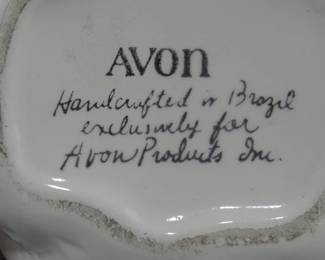 AVON
Handcrafted in Brazil
exclusively for
Avon Products Inc.